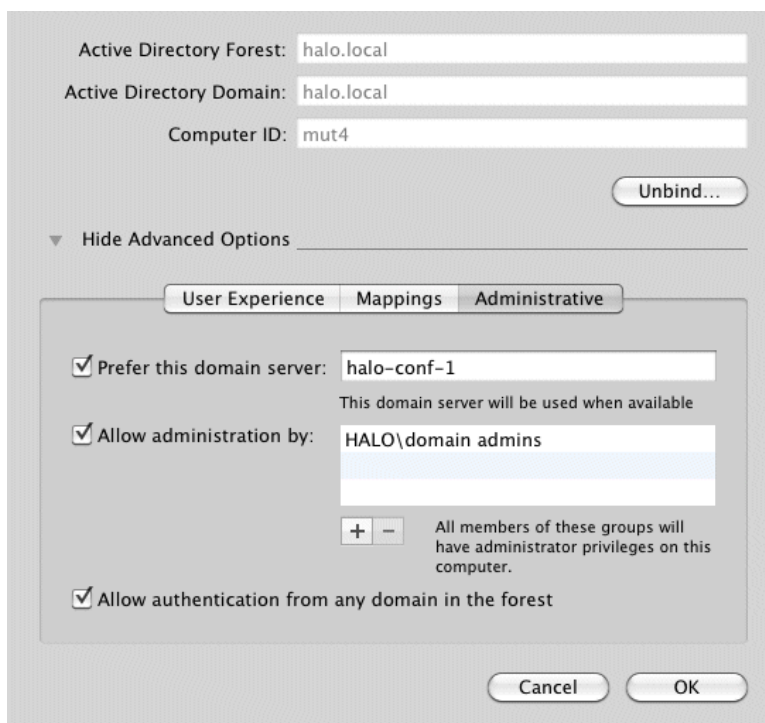 Active Directory Forest: halo.local
Active Directory Domain: halo.local
Computer ID: mut4
Unbind...
Hide Advanced Options
User Experience Mappings Administrative
Prefer this domain server: halo-conf-1
This domain server will be used when available
Allow administration by: HALO\domain admins
+ − All members of these groups will
have administrator privileges on this
computer.
Allow authentication from any domain in the forest
Cancel OK